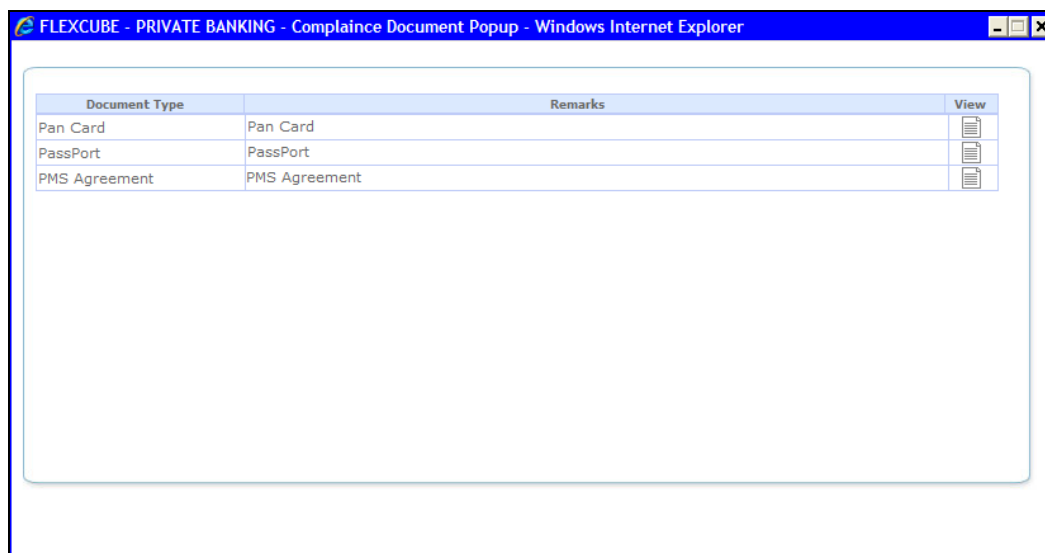 FLEXCUBE - PRIVATE BANKING - Complaince Document Popup - Windows Internet Explorer
Document Type Remarks View
Pan Card Pan Card
PassPort PassPort
PMS Agreement PMS Agreement